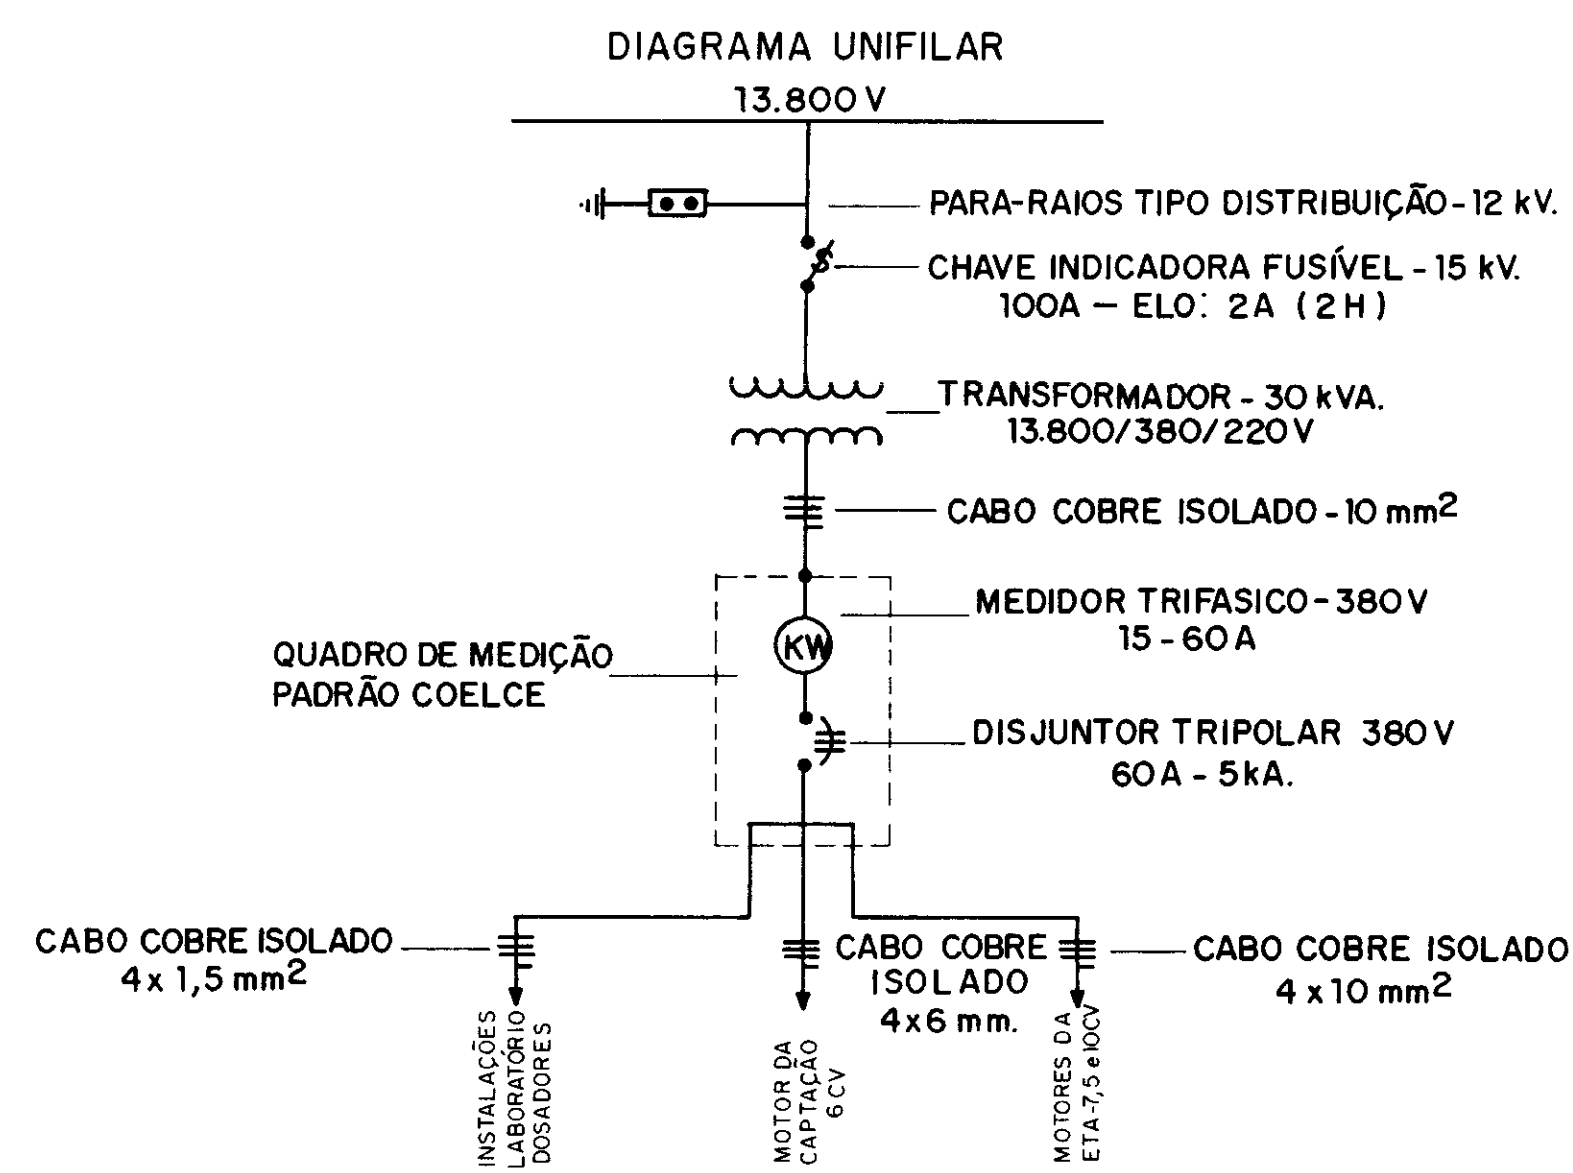 DIAGRAMA UNIFILAR
13.800 V
PARA-RAIOS TIPO DISTRIBUIÇÃO-12 kV.
CHAVE INDICADORA FUSÍVEL - 15 kV.
100A - ELO: 2A (2H)
TRANSFORMADOR - 30 kVA.
13.800/380/220V
CABO COBRE ISOLADO - 10 mm²
MEDIDOR TRIFASICO - 380 V
15 - 60 A
KW
QUADRO DE MEDIÇÃO
PADRÃO COELCE
DISJUNTOR TRIPOLAR 380 V
60 A - 5 kA.
CABO COBRE ISOLADO
4 x 1,5 mm²
CABO COBRE
ISOLADO
4x6 mm.
CABO COBRE ISOLADO
4 x 10 mm²
INSTALAÇÕES
LABORATÓRIO
DOSADORES
MOTOR DA
CAPTAÇÃO
6 CV
MOTORES DA
ETA-7,5 e 10CV